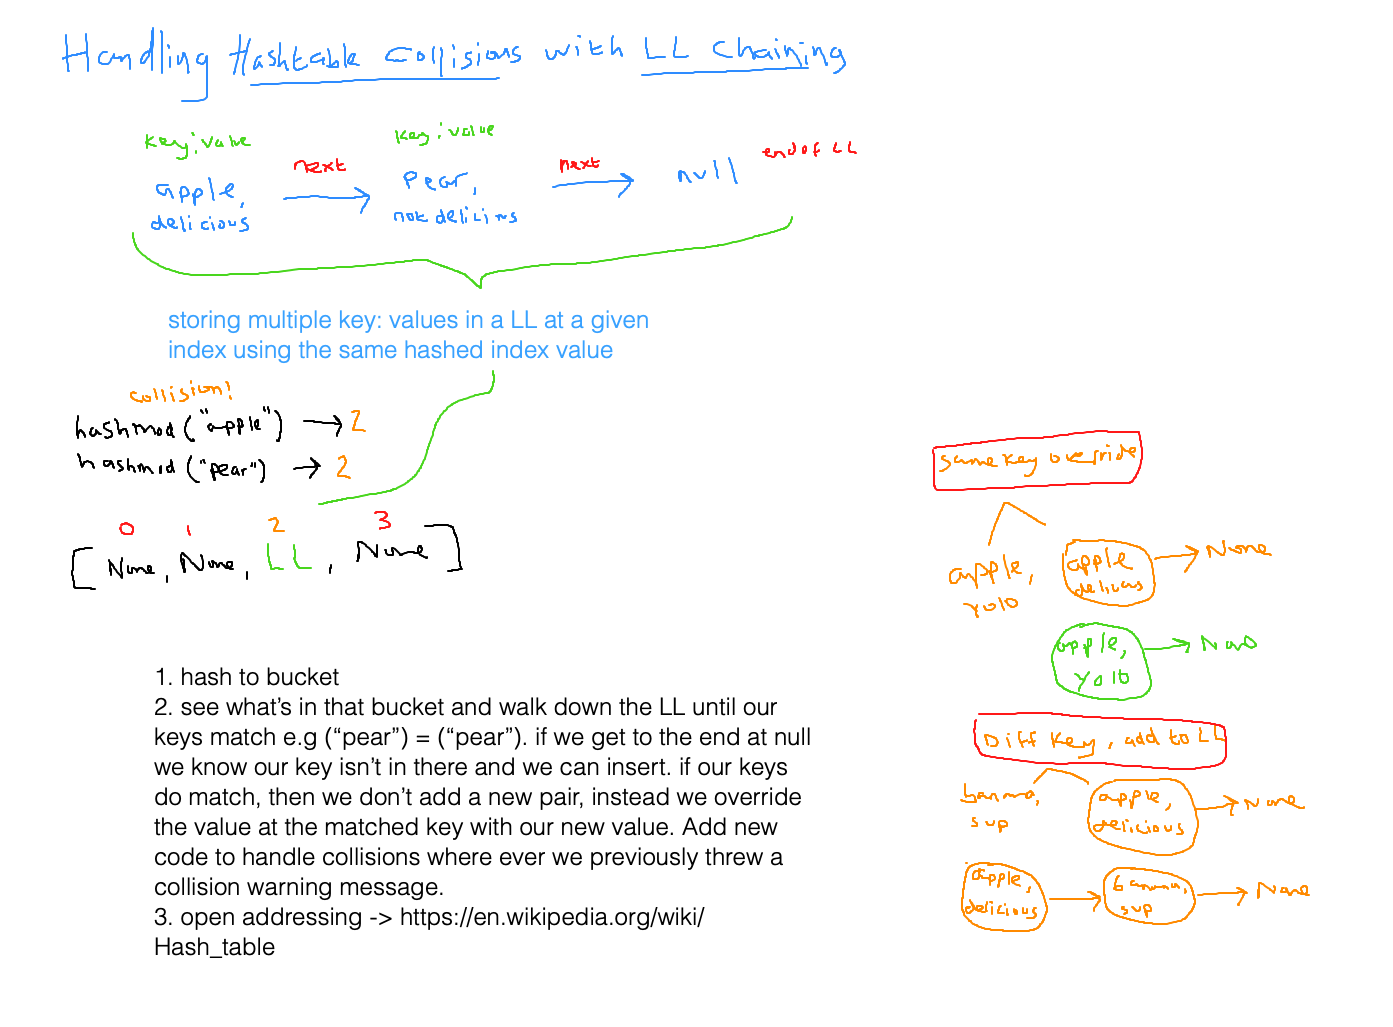 Handling Hashtable Collisions with LL Chaining
key:value
key:value
next
next
end of LL
apple,
delicious
Pear,
not delicins
null
storing multiple key: values in a LL at a given
index using the same hashed index value
collision!
hashmod ("apple") → 2
hashmod ("pear") → 2
0 1 2 3
[None, None, LL, None]
1. hash to bucket
2. see what's in that bucket and walk down the LL until our
keys match e.g (“pear”) = (“pear”). if we get to the end at null
we know our key isn't in there and we can insert. if our keys
do match, then we don't add a new pair, instead we override
the value at the matched key with our new value. Add new
code to handle collisions where ever we previously threw a
collision warning message.
3. open addressing -> https://en.wikipedia.org/wiki/
Hash_table
same key override
apple,
yolo
apple
delicious
None
apple,
yolo
None
Diff key, add to LL
banana,
sup
apple,
delicious
None
apple,
delicious
banana,
sup
None